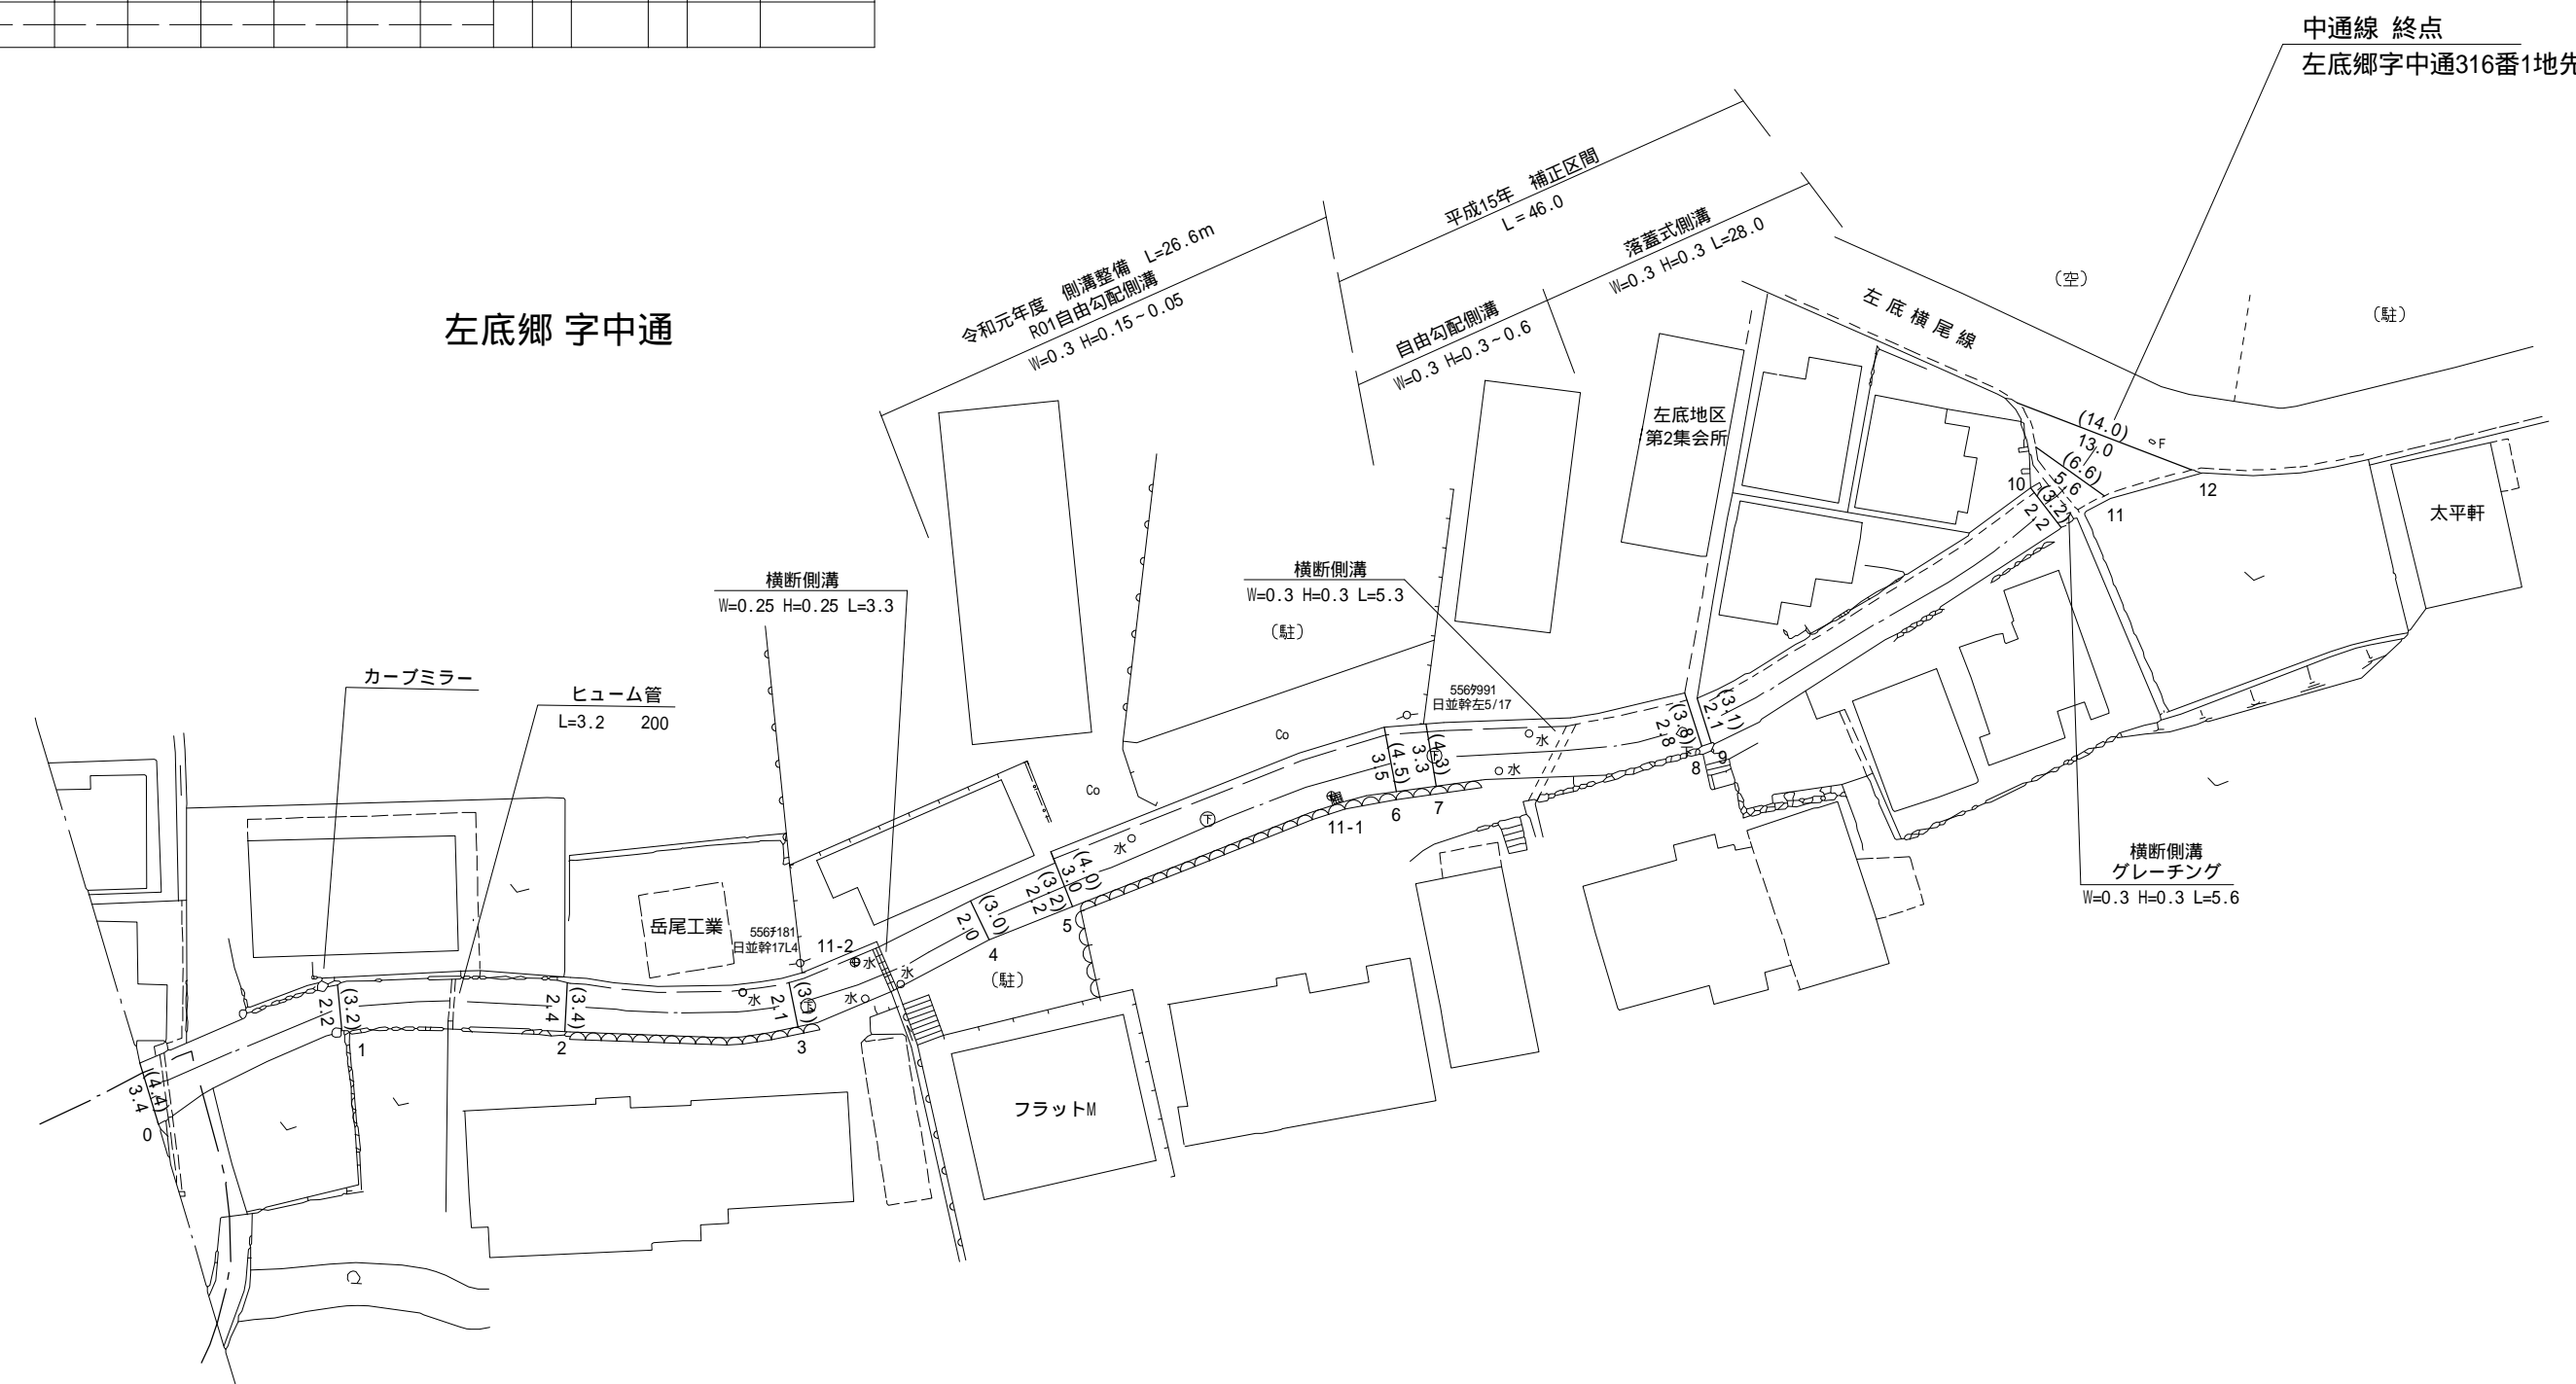 中通線 終点
左底郷字中通316番1地先
平成15年 補正区間
L=46.0
落蓋式側溝
W=0.3 H=0.3 L=28.0
令和元年度 側溝整備 L=26.6m
R01自由勾配側溝
W=0.3 H=0.15~0.05
自由勾配側溝
W=0.3 H=0.3~0.6
左底郷 字中通
左底横尾線
(空)
(駐)
左底地区
第2集会所
(14.0)
13.0
F
(6.6)
5.6
(3.2)
2.2
10
11
12
太平軒
横断側溝
W=0.25 H=0.25 L=3.3
横断側溝
W=0.3 H=0.3 L=5.3
(駐)
カーブミラー
ヒューム管
L=3.2 200
556ﾀ991
日並幹左5/17
Co
Co
水
水
(4.5)
3.5
3.3
(3.8)
2.8
(3.1)
2.1
下
下
8
9
6
7
11-1
水
(4.0)
3.0
(3.2)
2.2
5
(3.0)
2.0
4
(駐)
横断側溝
グレーチング
W=0.3 H=0.3 L=5.6
岳尾工業
556ﾁ181
日並幹17L4
11-2
水
水
水
水
2.1
下
3
(3.4)
2.4
2
(3.2)
2.2
1
(4.4)
3.4
0
フラットM